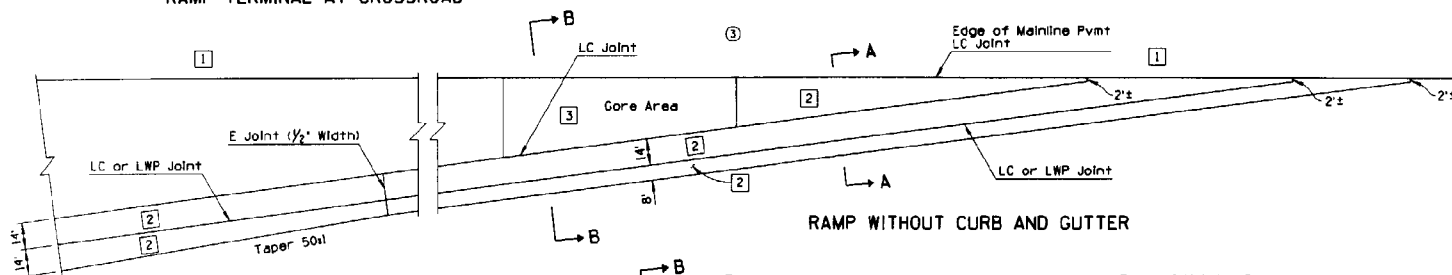 RAMP TERMINAL AT CROSSROAD
B
3
Edge of Mainline Pvmt
LC Joint
LC Joint
A
1
1
Gore Area
2
2'±
2'±
2'±
3
E Joint (½" Width)
14'
2
LC or LWP Joint
2
LC or LWP Joint
A
8'
RAMP WITHOUT CURB AND GUTTER
2
14'
2
Taper 50:1
14'
B
B